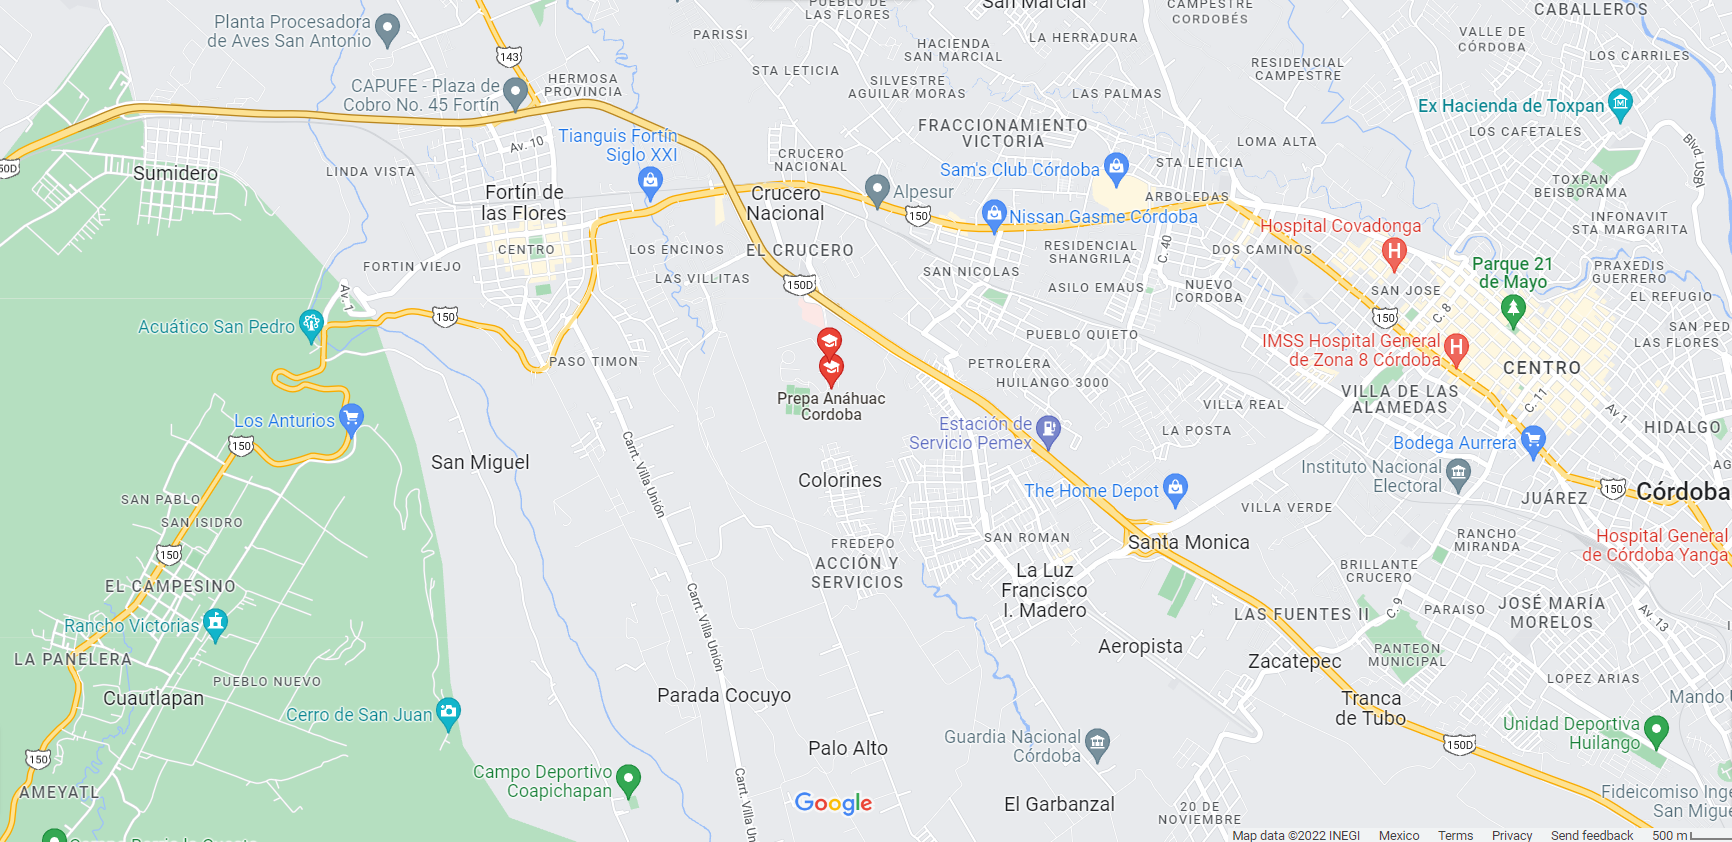 PUEBLO DE
LAS FLORES
San Marcial
CAMPESTRE
CORDOBÉS
CABALLEROS
Planta Procesadora
de Aves San Antonio
PARISSI
HACIENDA
SAN MARCIAL
LA HERRADURA
VALLE DE
CÓRDOBA
LOS CARRILES
143
CAPUFE - Plaza de
Cobro No. 45 Fortín
HERMOSA
PROVINCIA
STA LETICIA
SILVESTRE
AGUILAR MORAS
LAS PALMAS
RESIDENCIAL
CAMPESTRE
Ex Hacienda de Toxpan
LOS CAFETALES
Blvd. USBI
Av. 10
Tianguis Fortín
Siglo XXI
CRUCERO
NACIONAL
FRACCIONAMIENTO
VICTORIA
LOMA ALTA
50D
Sumidero
LINDA VISTA
Sam's Club Córdoba
STA LETICIA
TOXPAN
BEISBORAMA
Fortín de
las Flores
Crucero
Nacional
Alpesur
150
ARBOLEDAS
Nissan Gasme Córdoba
Hospital Covadonga
INFONAVIT
STA MARGARITA
CENTRO
LOS ENCINOS
EL CRUCERO
RESIDENCIAL
SHANGRILA
C. 40
DOS CAMINOS
Parque 21
de Mayo
PRAXEDIS
GUERRERO
FORTIN VIEJO
LAS VILLITAS
150D
SAN NICOLAS
ASILO EMAUS
NUEVO
CORDOBA
SAN JOSE
EL REFUGIO
Av. 1
Acuático San Pedro
150
PUEBLO QUIETO
150
C. 8
SAN PED
LAS FLORES
IMSS Hospital General
de Zona 8 Córdoba
PASO TIMON
PETROLERA
HUILANGO 3000
CENTRO
Prepa Anáhuac
Cordoba
VILLA DE LAS
ALAMEDAS
C. 11
Av 1
Los Anturios
150
VILLA REAL
Estación de
Servicio Pemex
LA POSTA
HIDALGO
Bodega Aurrera
San Miguel
Carrt. Villa Unión
Colorines
Instituto Nacional
Electoral
AG
The Home Depot
150
Córdoba
SAN PABLO
SAN ISIDRO
VILLA VERDE
JUÁREZ
150
FREDEPO
ACCIÓN Y
SERVICIOS
SAN ROMAN
Santa Monica
RANCHO
MIRANDA
Hospital General
de Córdoba Yanga
EL CAMPESINO
La Luz
Francisco
I. Madero
BRILLANTE
CRUCERO
C. 9
Carrt. Villa Unión
Rancho Victorias
LAS FUENTES II
PARAISO
JOSÉ MARÍA
MORELOS
Av. 13
LA PANELERA
Aeropista
Zacatepec
PANTEON
MUNICIPAL
PUEBLO NUEVO
Cuautlapan
Parada Cocuyo
LOPEZ ARIAS
Tranca
de Tubo
Mando U
Cerro de San Juan
Palo Alto
Guardia Nacional
Córdoba
150D
Unidad Deportiva
Huilango
150
Campo Deportivo
Coapichapan
AMEYATL
Carrt. Villa Un
Google
El Garbanzal
20 DE
NOVIEMBRE
Fideicomiso Inge
San Migue
Map data ©2022 INEGI Mexico Terms Privacy Send feedback 500 m